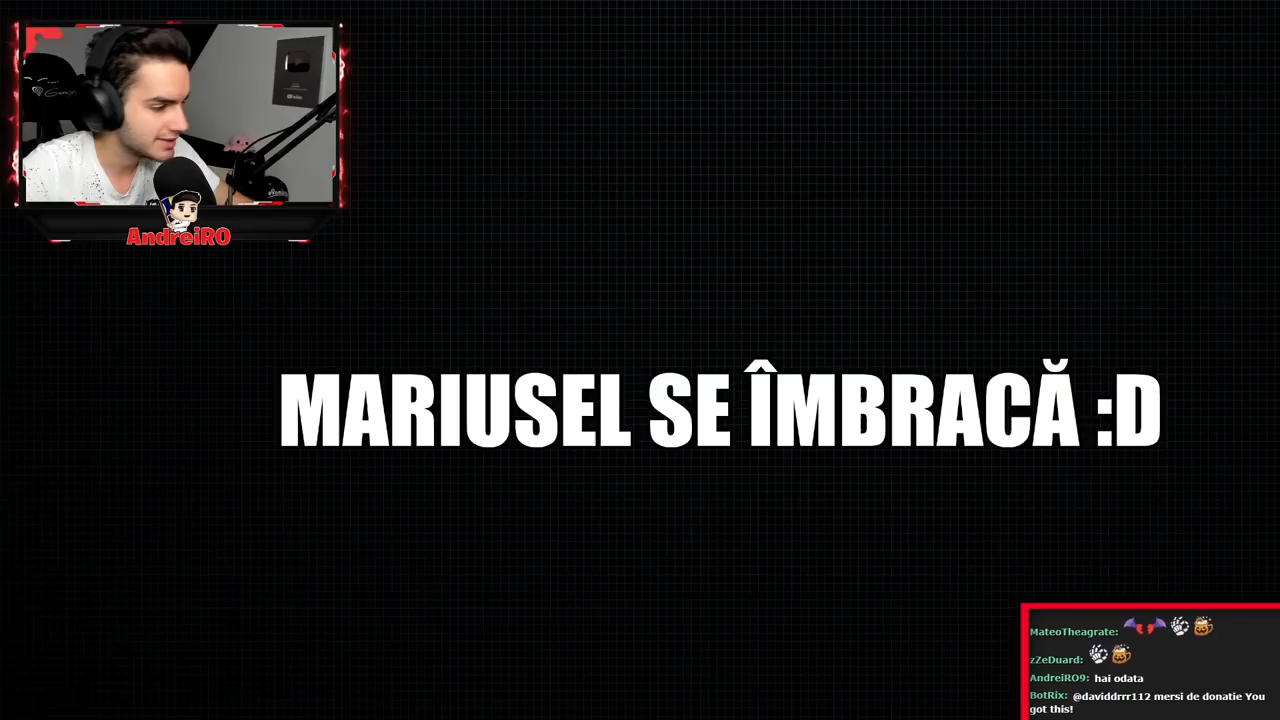 AndreiRO
MARIUSEL SE ÎMBRACĂ :D
MateoTheagrate:
zZeDuard:
AndreiRO9: hai odata
BotRix: @daviddrrr112 mersi de donatie You
got this!